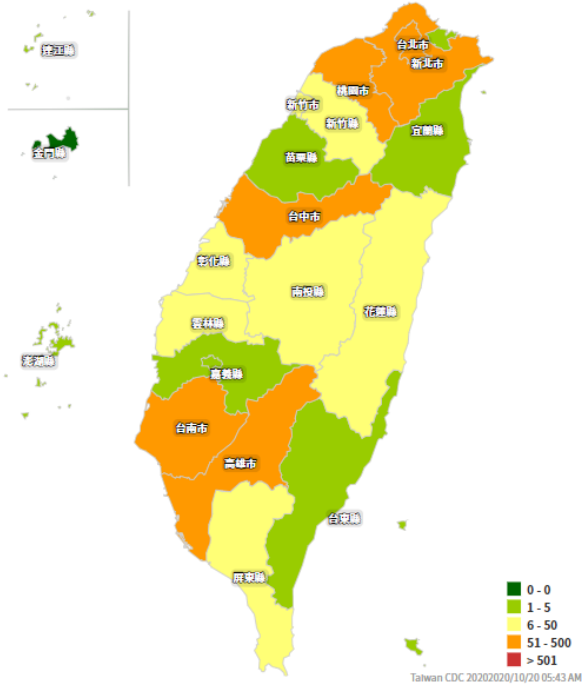 連江縣
金門縣
澎湖縣
台北市
新北市
桃園市
新竹市
新竹縣
宜蘭縣
苗栗縣
台中市
彰化縣
南投縣
花蓮縣
雲林縣
嘉義縣
台南市
高雄市
台東縣
屏東縣
0 - 0
1 - 5
6 - 50
51 - 500
> 501
Taiwan CDC 20202020/10/20 05:43 AM